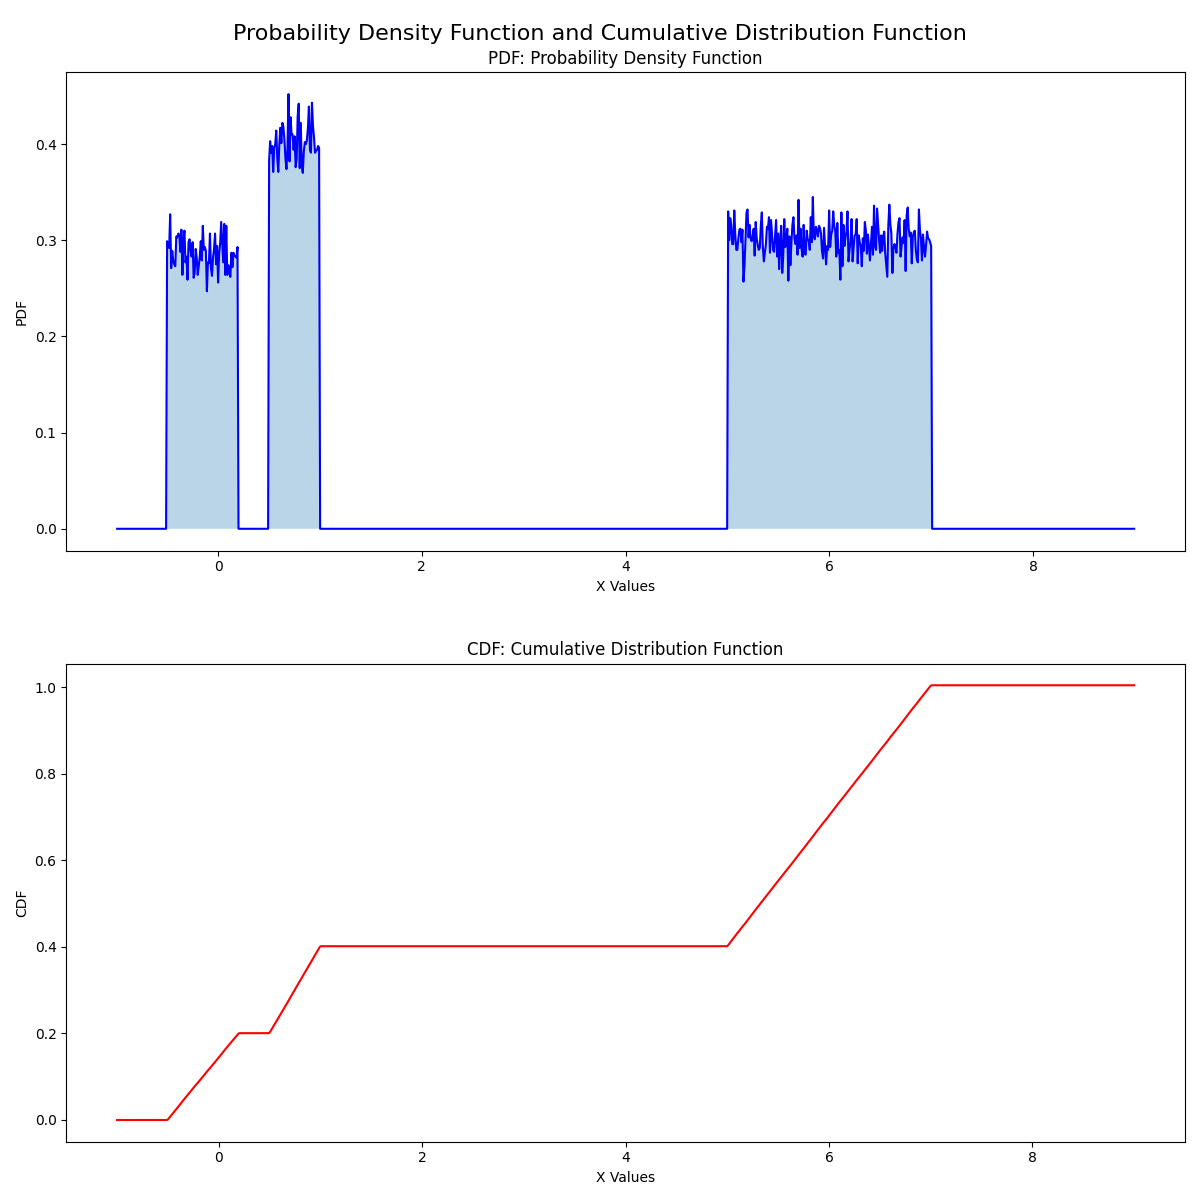 Probability Density Function and Cumulative Distribution Function
PDF: Probability Density Function
0.4
0.3
0.2
0.1
0.0
PDF
0 2 4 6 8
X Values
CDF: Cumulative Distribution Function
1.0
0.8
0.6
0.4
0.2
0.0
CDF
0 2 4 6 8
X Values